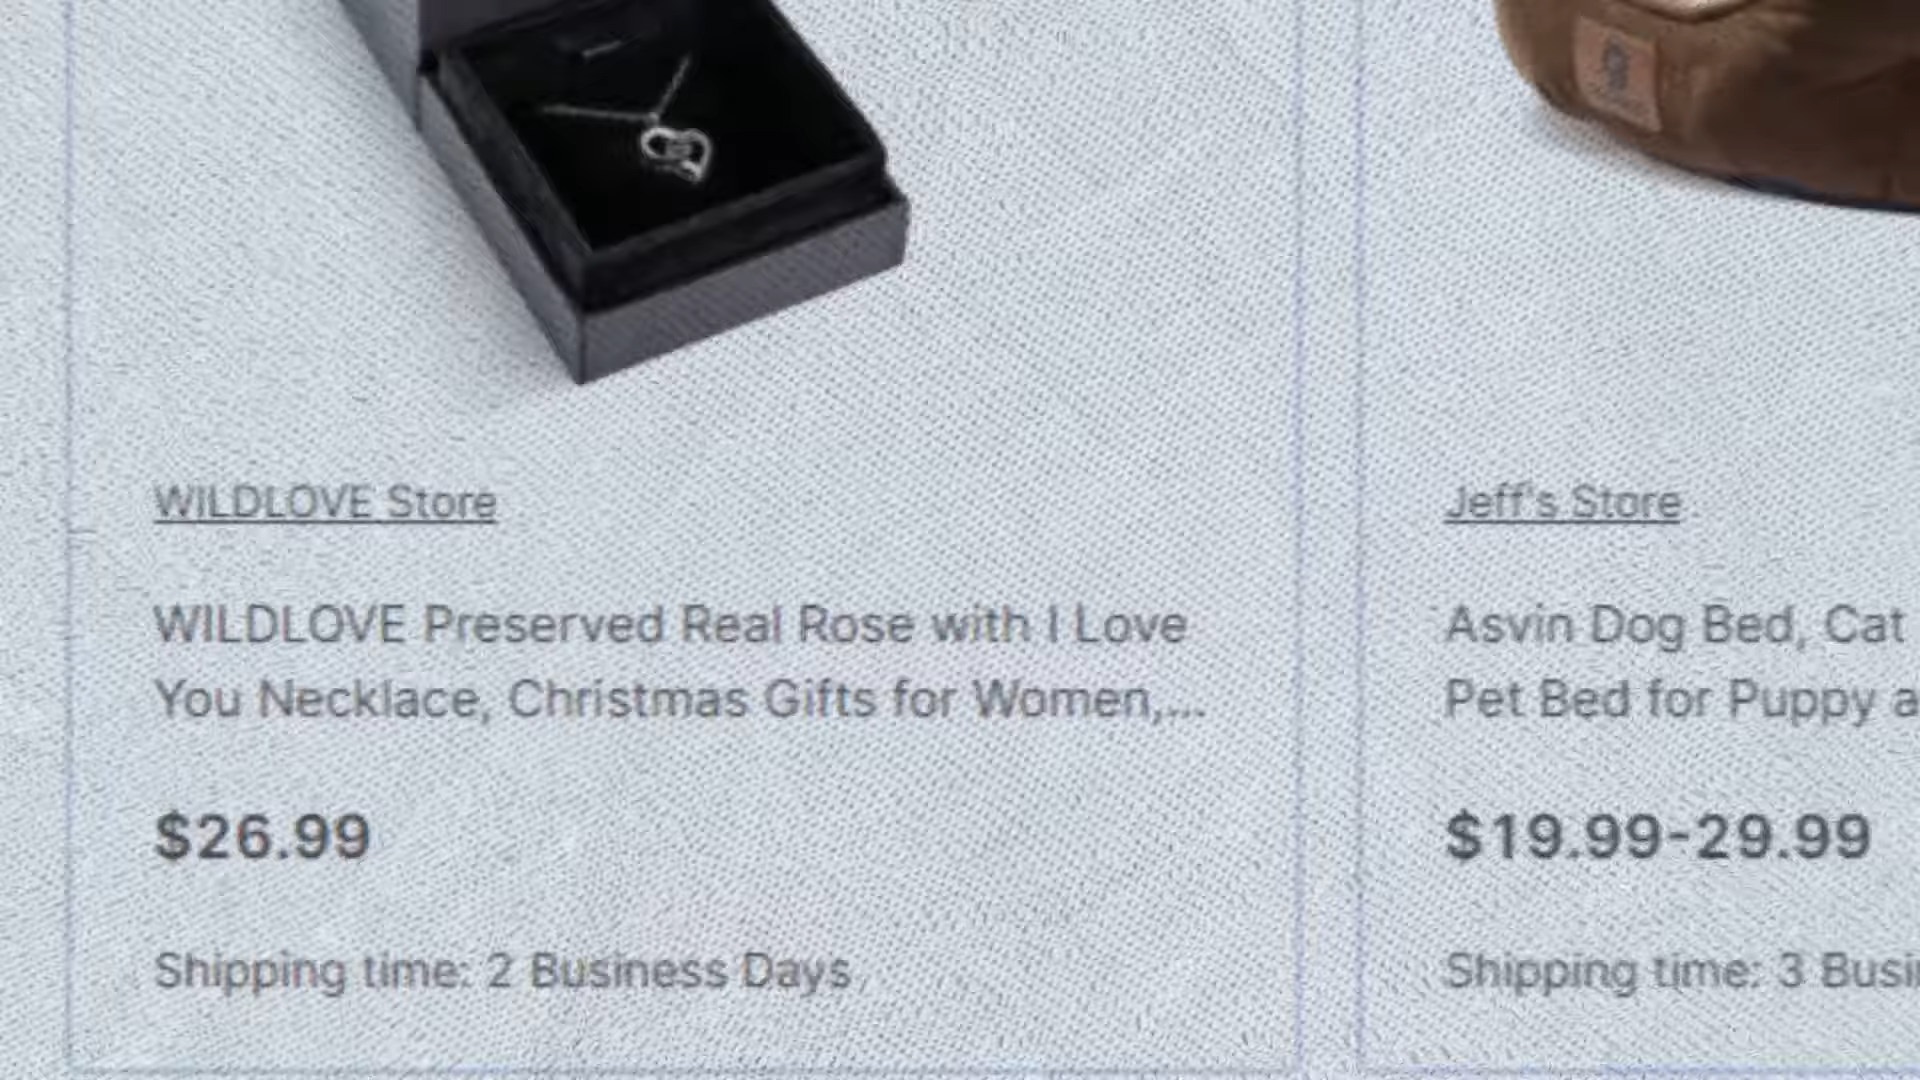 WILDLOVE Store
WILDLOVE Preserved Real Rose with I Love
You Necklace, Christmas Gifts for Women,...
$26.99
Shipping time: 2 Business Days
Jeff's Store
Asvin Dog Bed, Cat
Pet Bed for Puppy
$19.99-29.99
Shipping time: 3